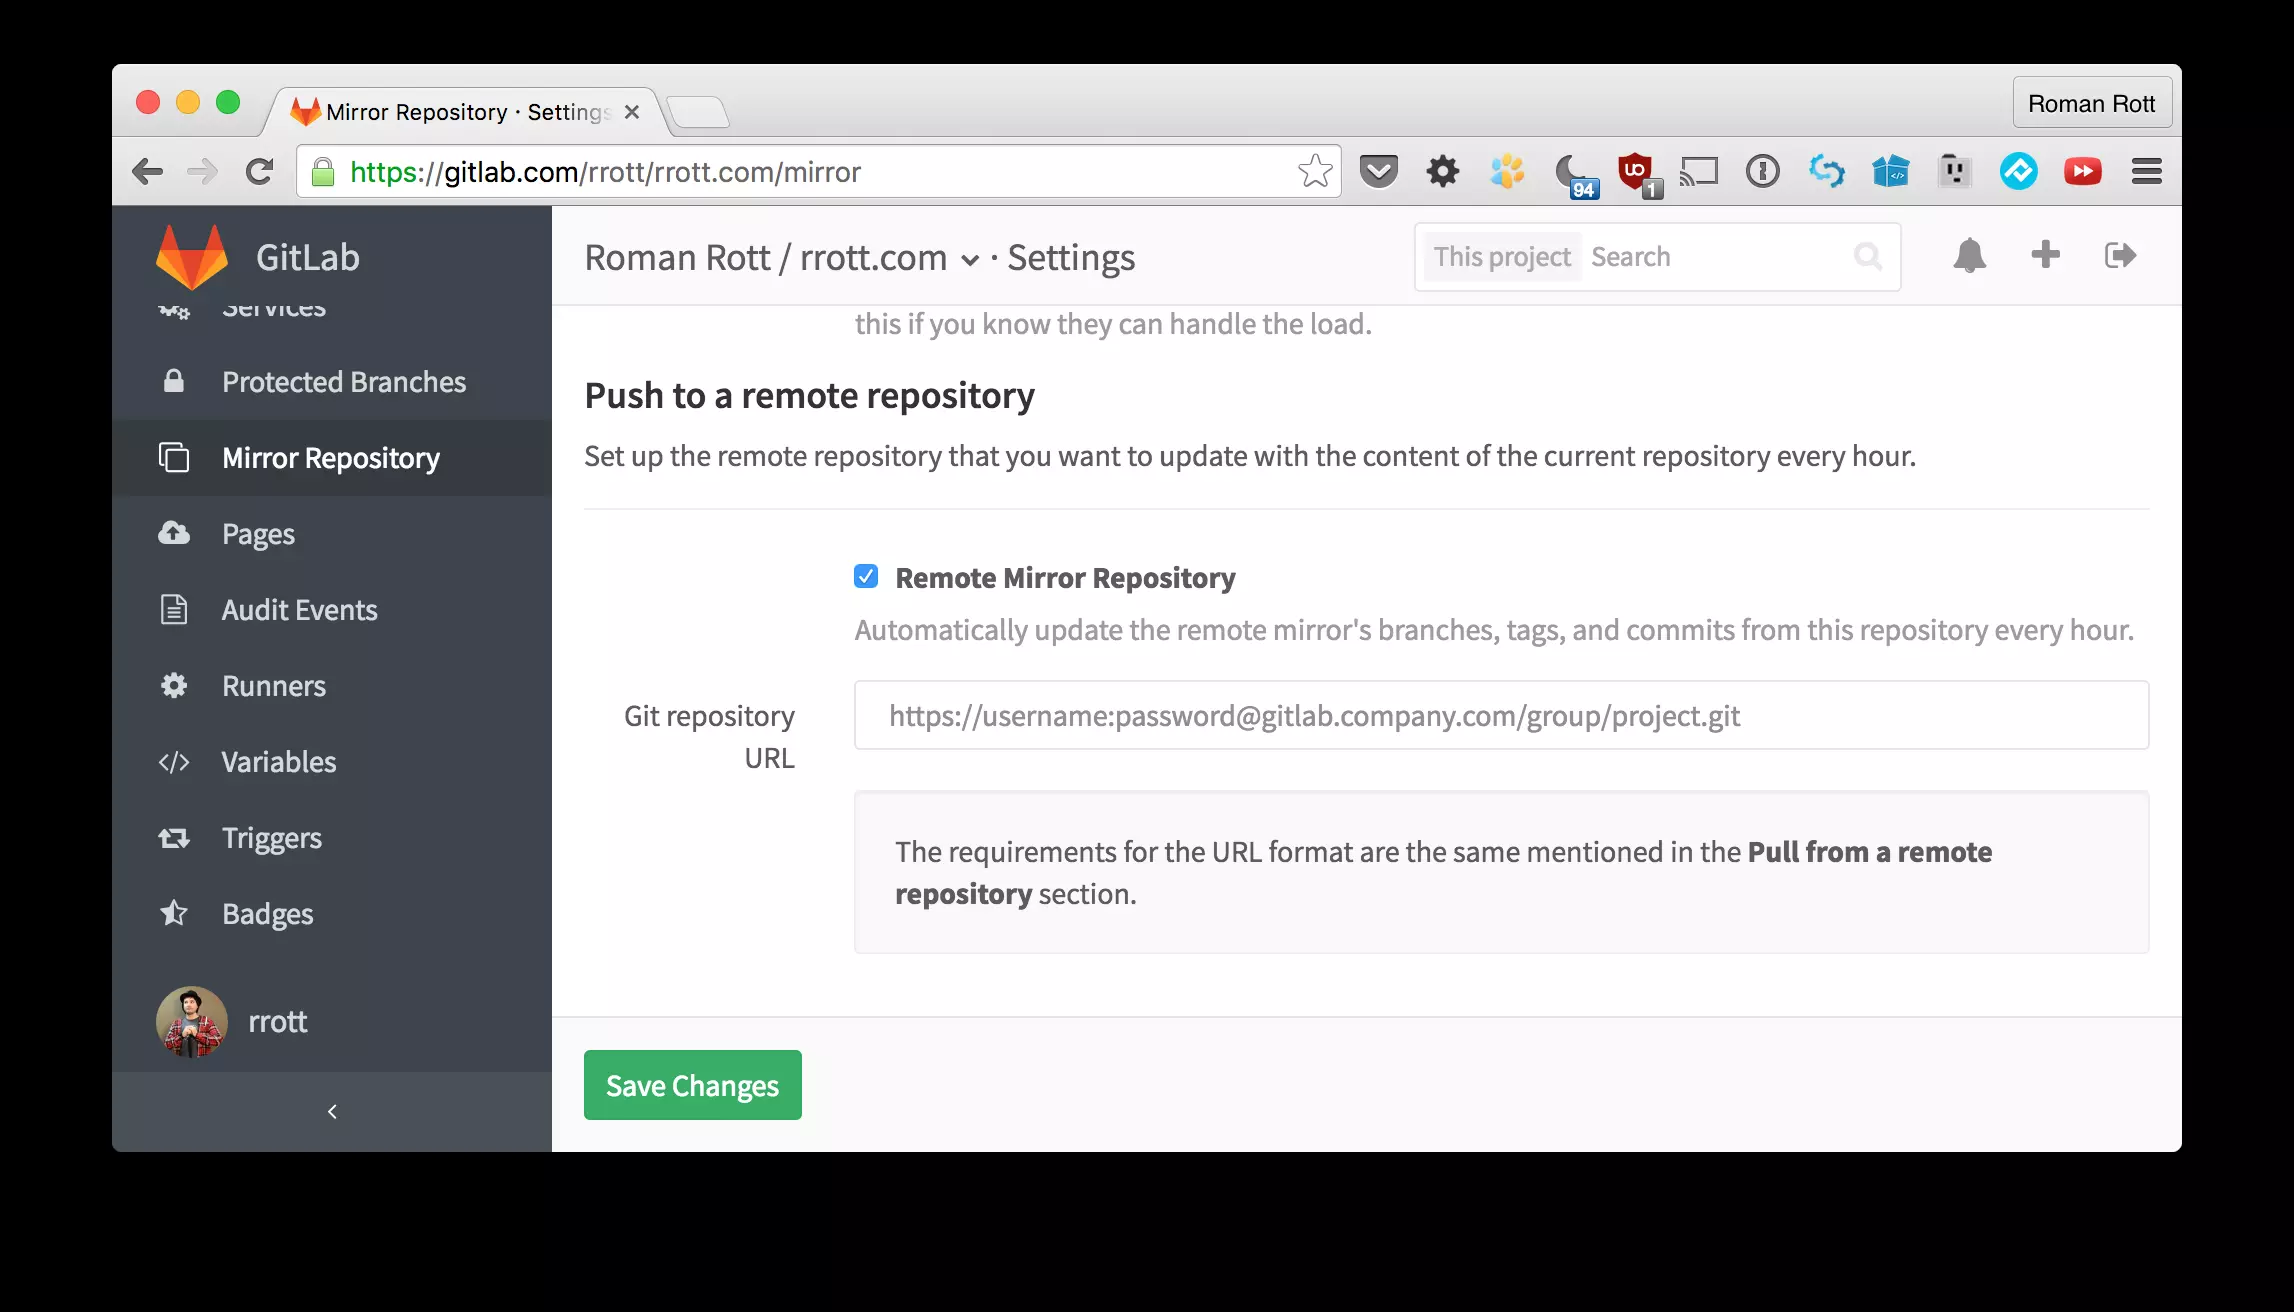 Mirror Repository · Settings
Roman Rott
https://gitlab.com/rrott/rrott.com/mirror
94
UO
1
GitLab
Roman Rott / rrott.com · Settings
This project Search
Services
this if you know they can handle the load.
Protected Branches
Mirror Repository
Pages
Audit Events
Runners
Variables
Triggers
Badges
rrott
Push to a remote repository
Set up the remote repository that you want to update with the content of the current repository every hour.
Remote Mirror Repository
Automatically update the remote mirror's branches, tags, and commits from this repository every hour.
Git repository
URL
https://username:password@gitlab.company.com/group/project.git
The requirements for the URL format are the same mentioned in the Pull from a remote
repository section.
Save Changes